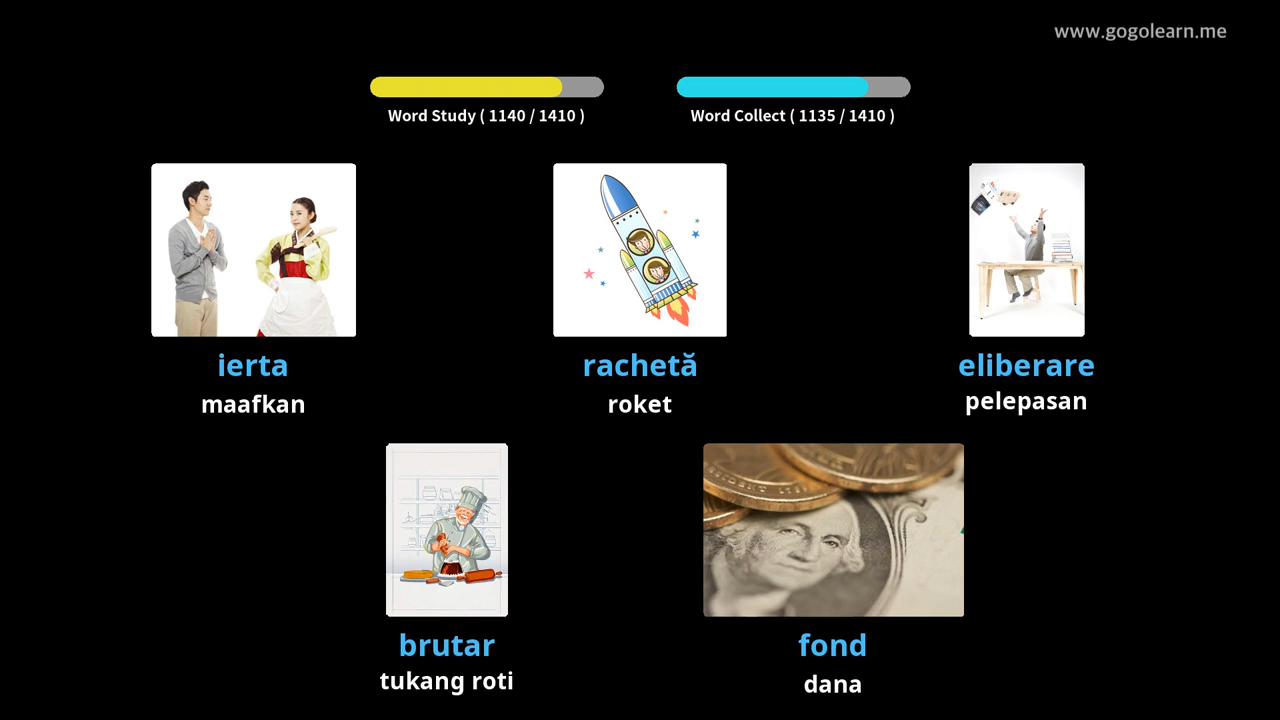 www.gogolearn.me
Word Study ( 1140 / 1410 )
Word Collect ( 1135 / 1410 )
ierta
maafkan
rachetă
roket
eliberare
pelepasan
brutar
tukang roti
fond
dana